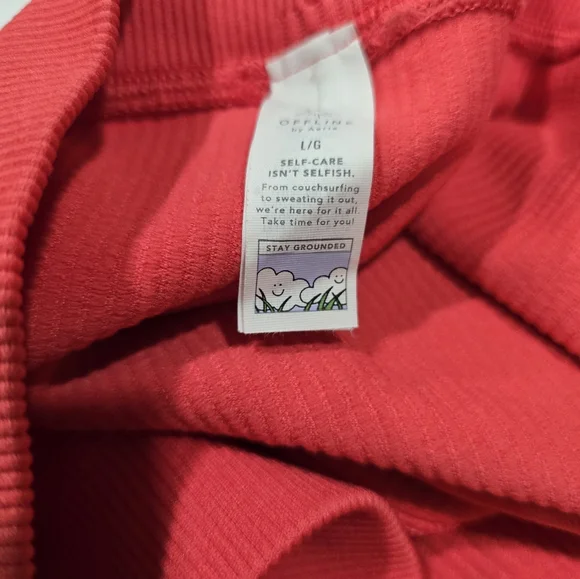 OFFLINE
by Aerie
L/G
SELF-CARE
ISN'T SELFISH.
From couchsurfing
to sweating it out,
we're here for it all.
Take time for you!
STAY GROUNDED